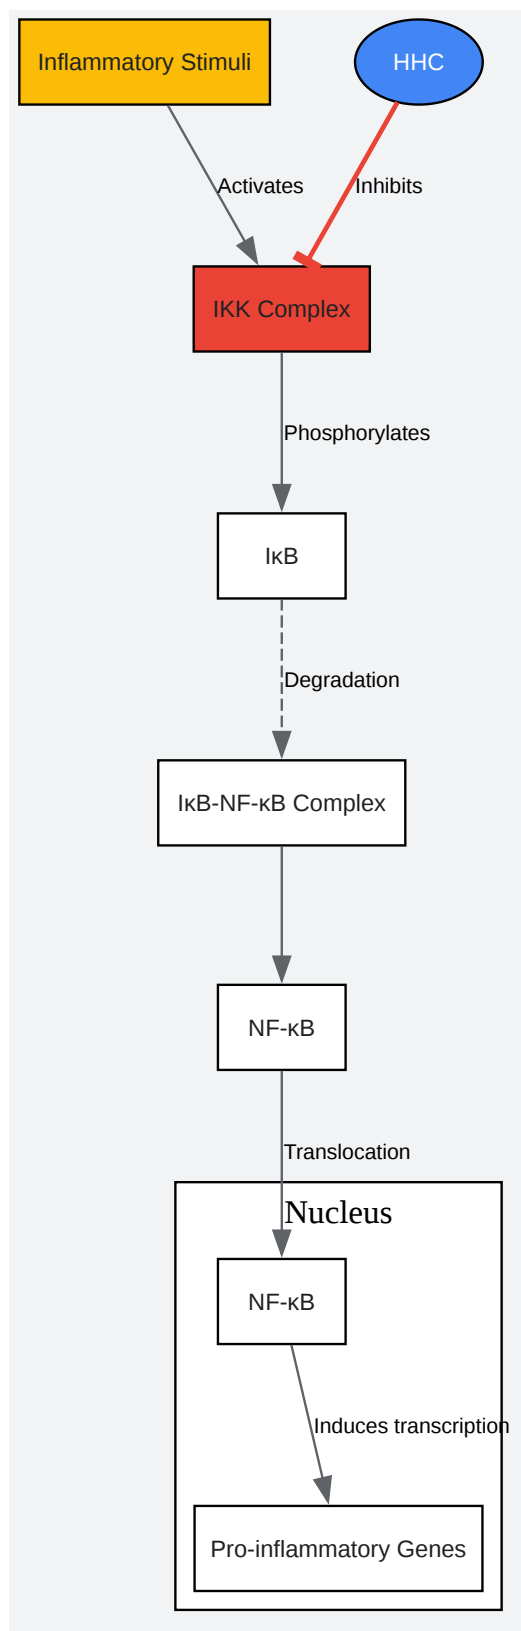 Inflammatory Stimuli
HHC
Activates
Inhibits
IKK Complex
Phosphorylates
IκB
Degradation
IκB-NF-κB Complex
NF-κB
Translocation
Nucleus
NF-κB
Induces transcription
Pro-inflammatory Genes